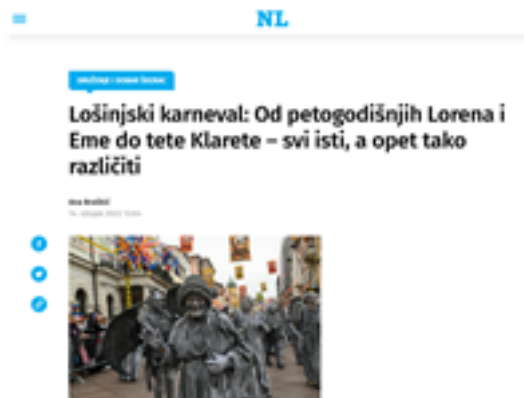 NL
Lošinjski karneval: Od petogodišnjih Lorena i
Eme do tete Klarete – svi isti, a opet tako
različiti